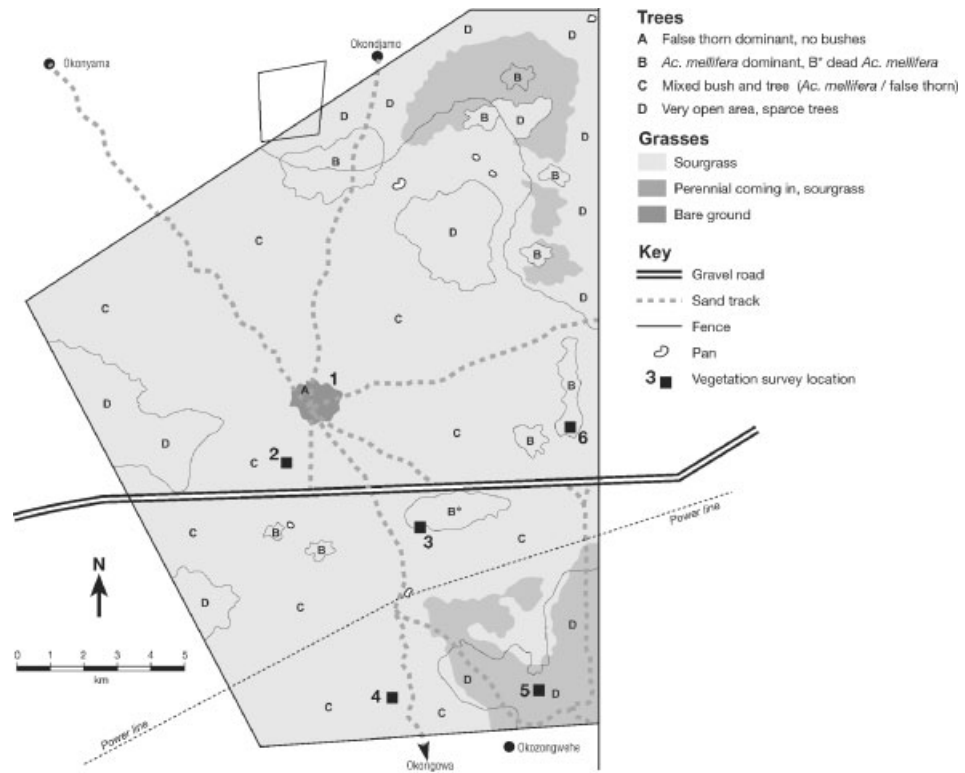 Okonyama
Okondjamo
D
D
D
B
D
B
D
D
D
B
B
D
D
C
B
D
C
C
D
D
A
1
B
D
6
C
B
2
C
B*
3
C
B
B
C
D
C
N
D
0 1 2 3 4 5
km
4
C
C
D
5
D
Power line
Power line
Okongowa
Okozongwehe
Trees
A False thorn dominant, no bushes
B Ac. mellifera dominant, B* dead Ac. mellifera
C Mixed bush and tree (Ac. mellifera / false thorn)
D Very open area, sparce trees
Grasses
Sourgrass
Perennial coming in, sourgrass
Bare ground
Key
Gravel road
Sand track
Fence
Pan
3 Vegetation survey location